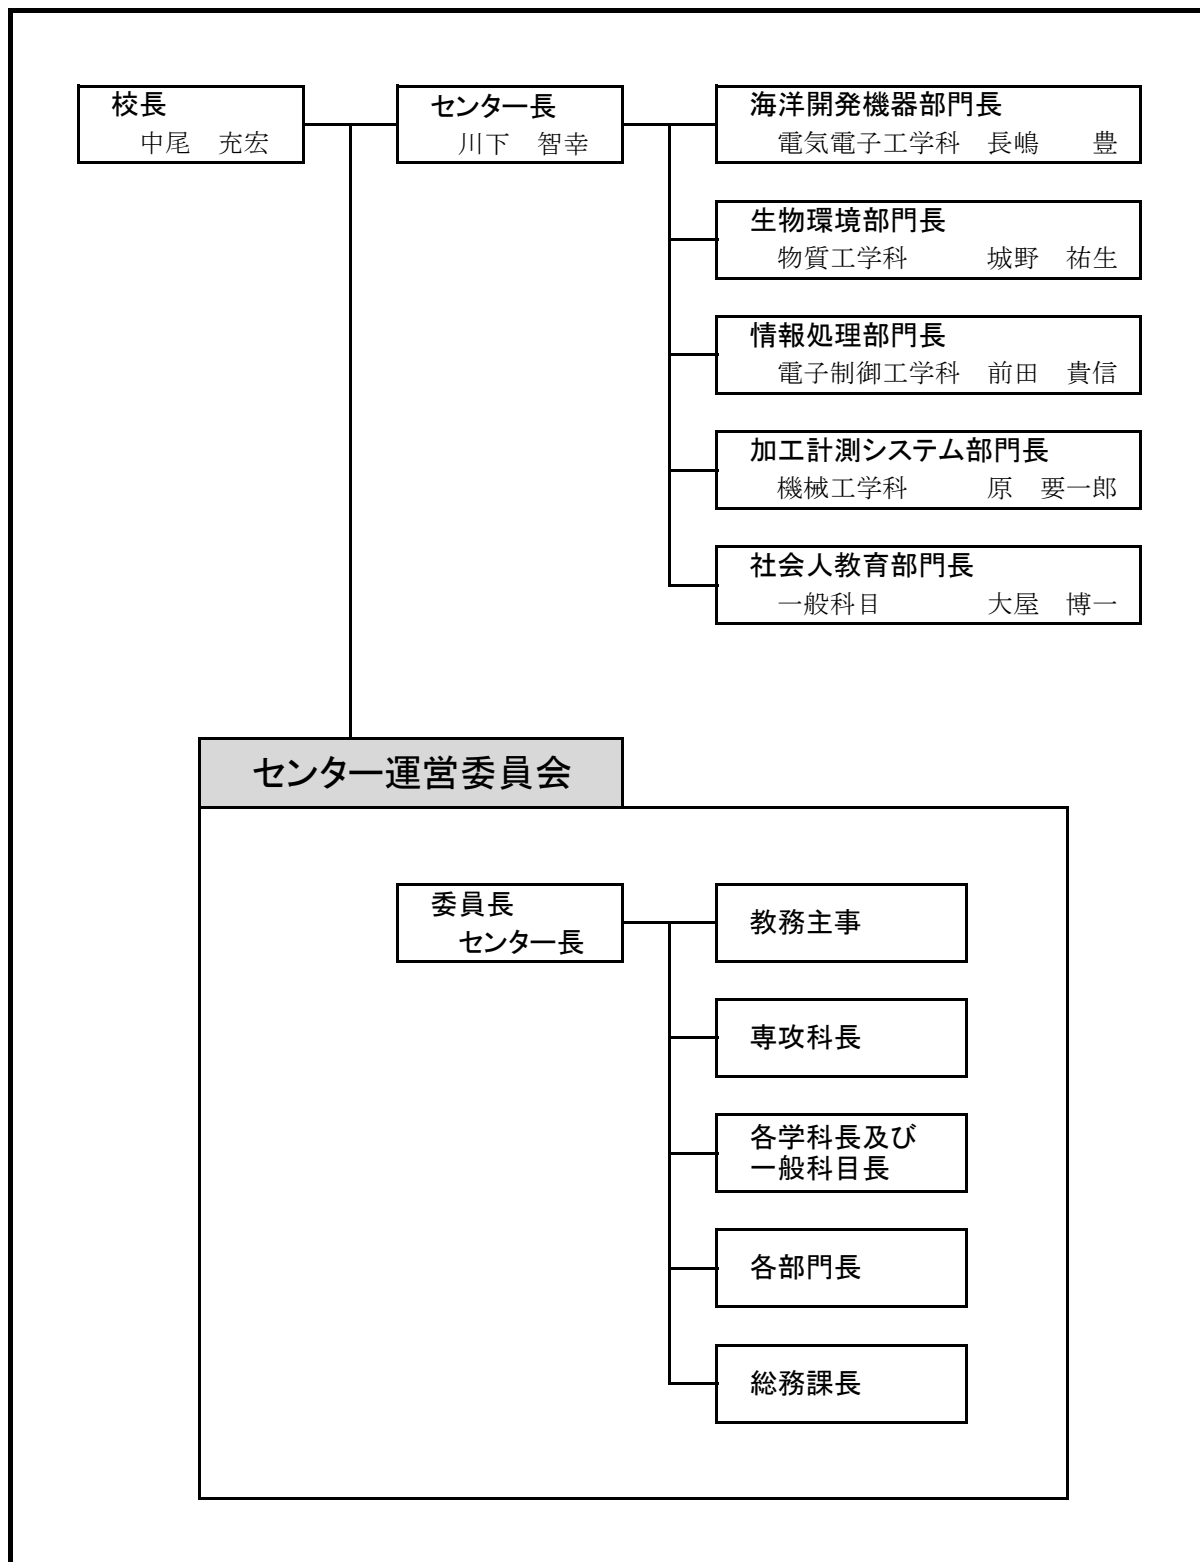 校長
中尾　充宏
センター長
川下　智幸
海洋開発機器部門長
電気電子工学科　長嶋　　豊
生物環境部門長
物質工学科　　　城野　祐生
情報処理部門長
電子制御工学科　前田　貴信
加工計測システム部門長
機械工学科　　　原　要一郎
社会人教育部門長
一般科目　　　　大屋　博一
センター運営委員会
委員長
センター長
教務主事
専攻科長
各学科長及び
一般科目長
各部門長
総務課長